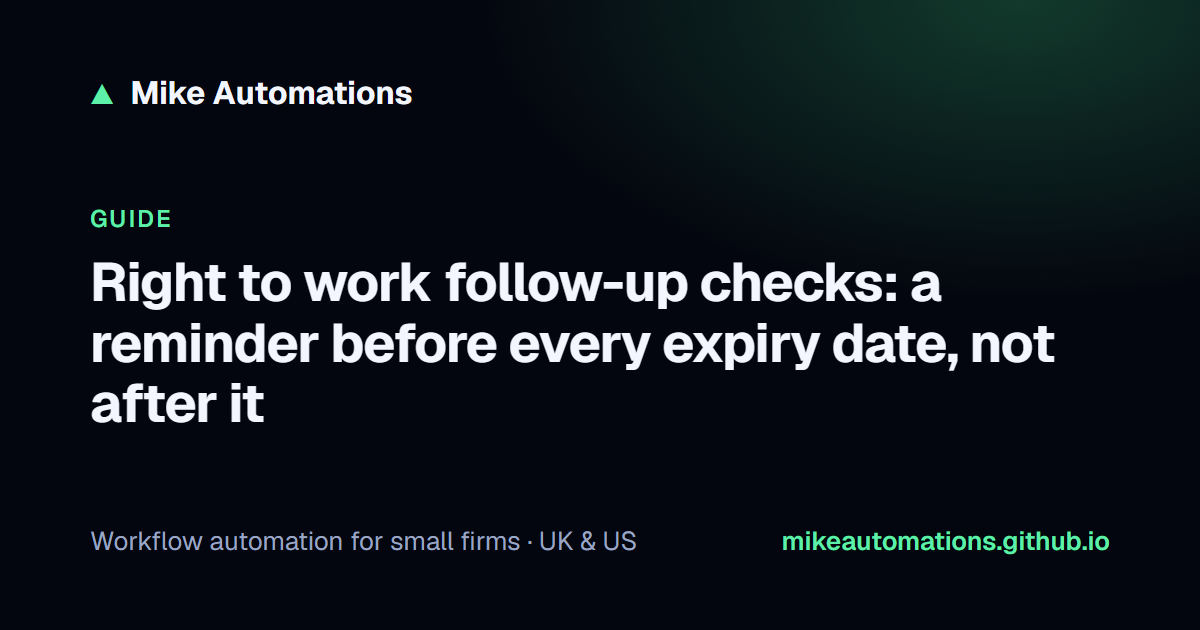 Mike Automations
GUIDE
Right to work follow-up checks: a
reminder before every expiry date, not
after it
Workflow automation for small firms · UK & US
mikeautomations.github.io